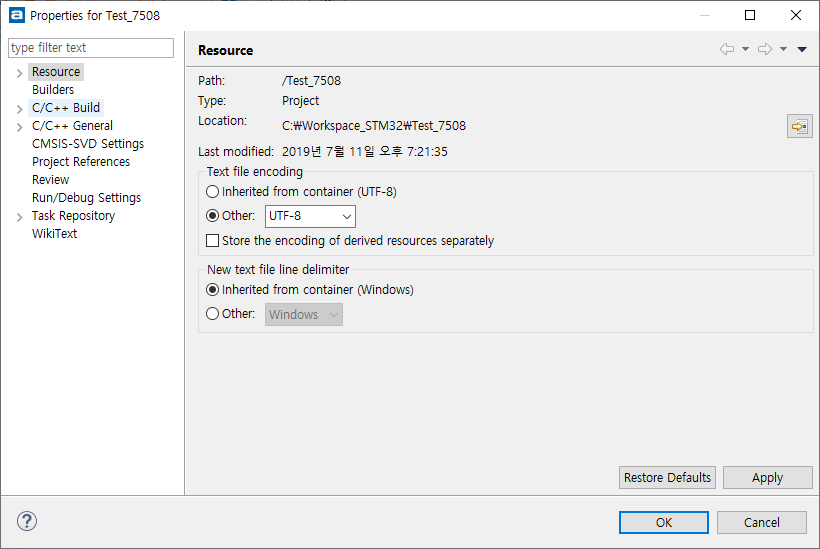 a Properties for Test_7508
type filter text
Resource
Builders
C/C++ Build
C/C++ General
CMSIS-SVD Settings
Project References
Review
Run/Debug Settings
Task Repository
WikiText
Resource
Path: /Test_7508
Type: Project
Location: C:₩Workspace_STM32₩Test_7508
Last modified: 2019년 7월 11일 오후 7:21:35
Text file encoding
Inherited from container (UTF-8)
Other: UTF-8
Store the encoding of derived resources separately
New text file line delimiter
Inherited from container (Windows)
Other: Windows
Restore Defaults Apply
? OK Cancel